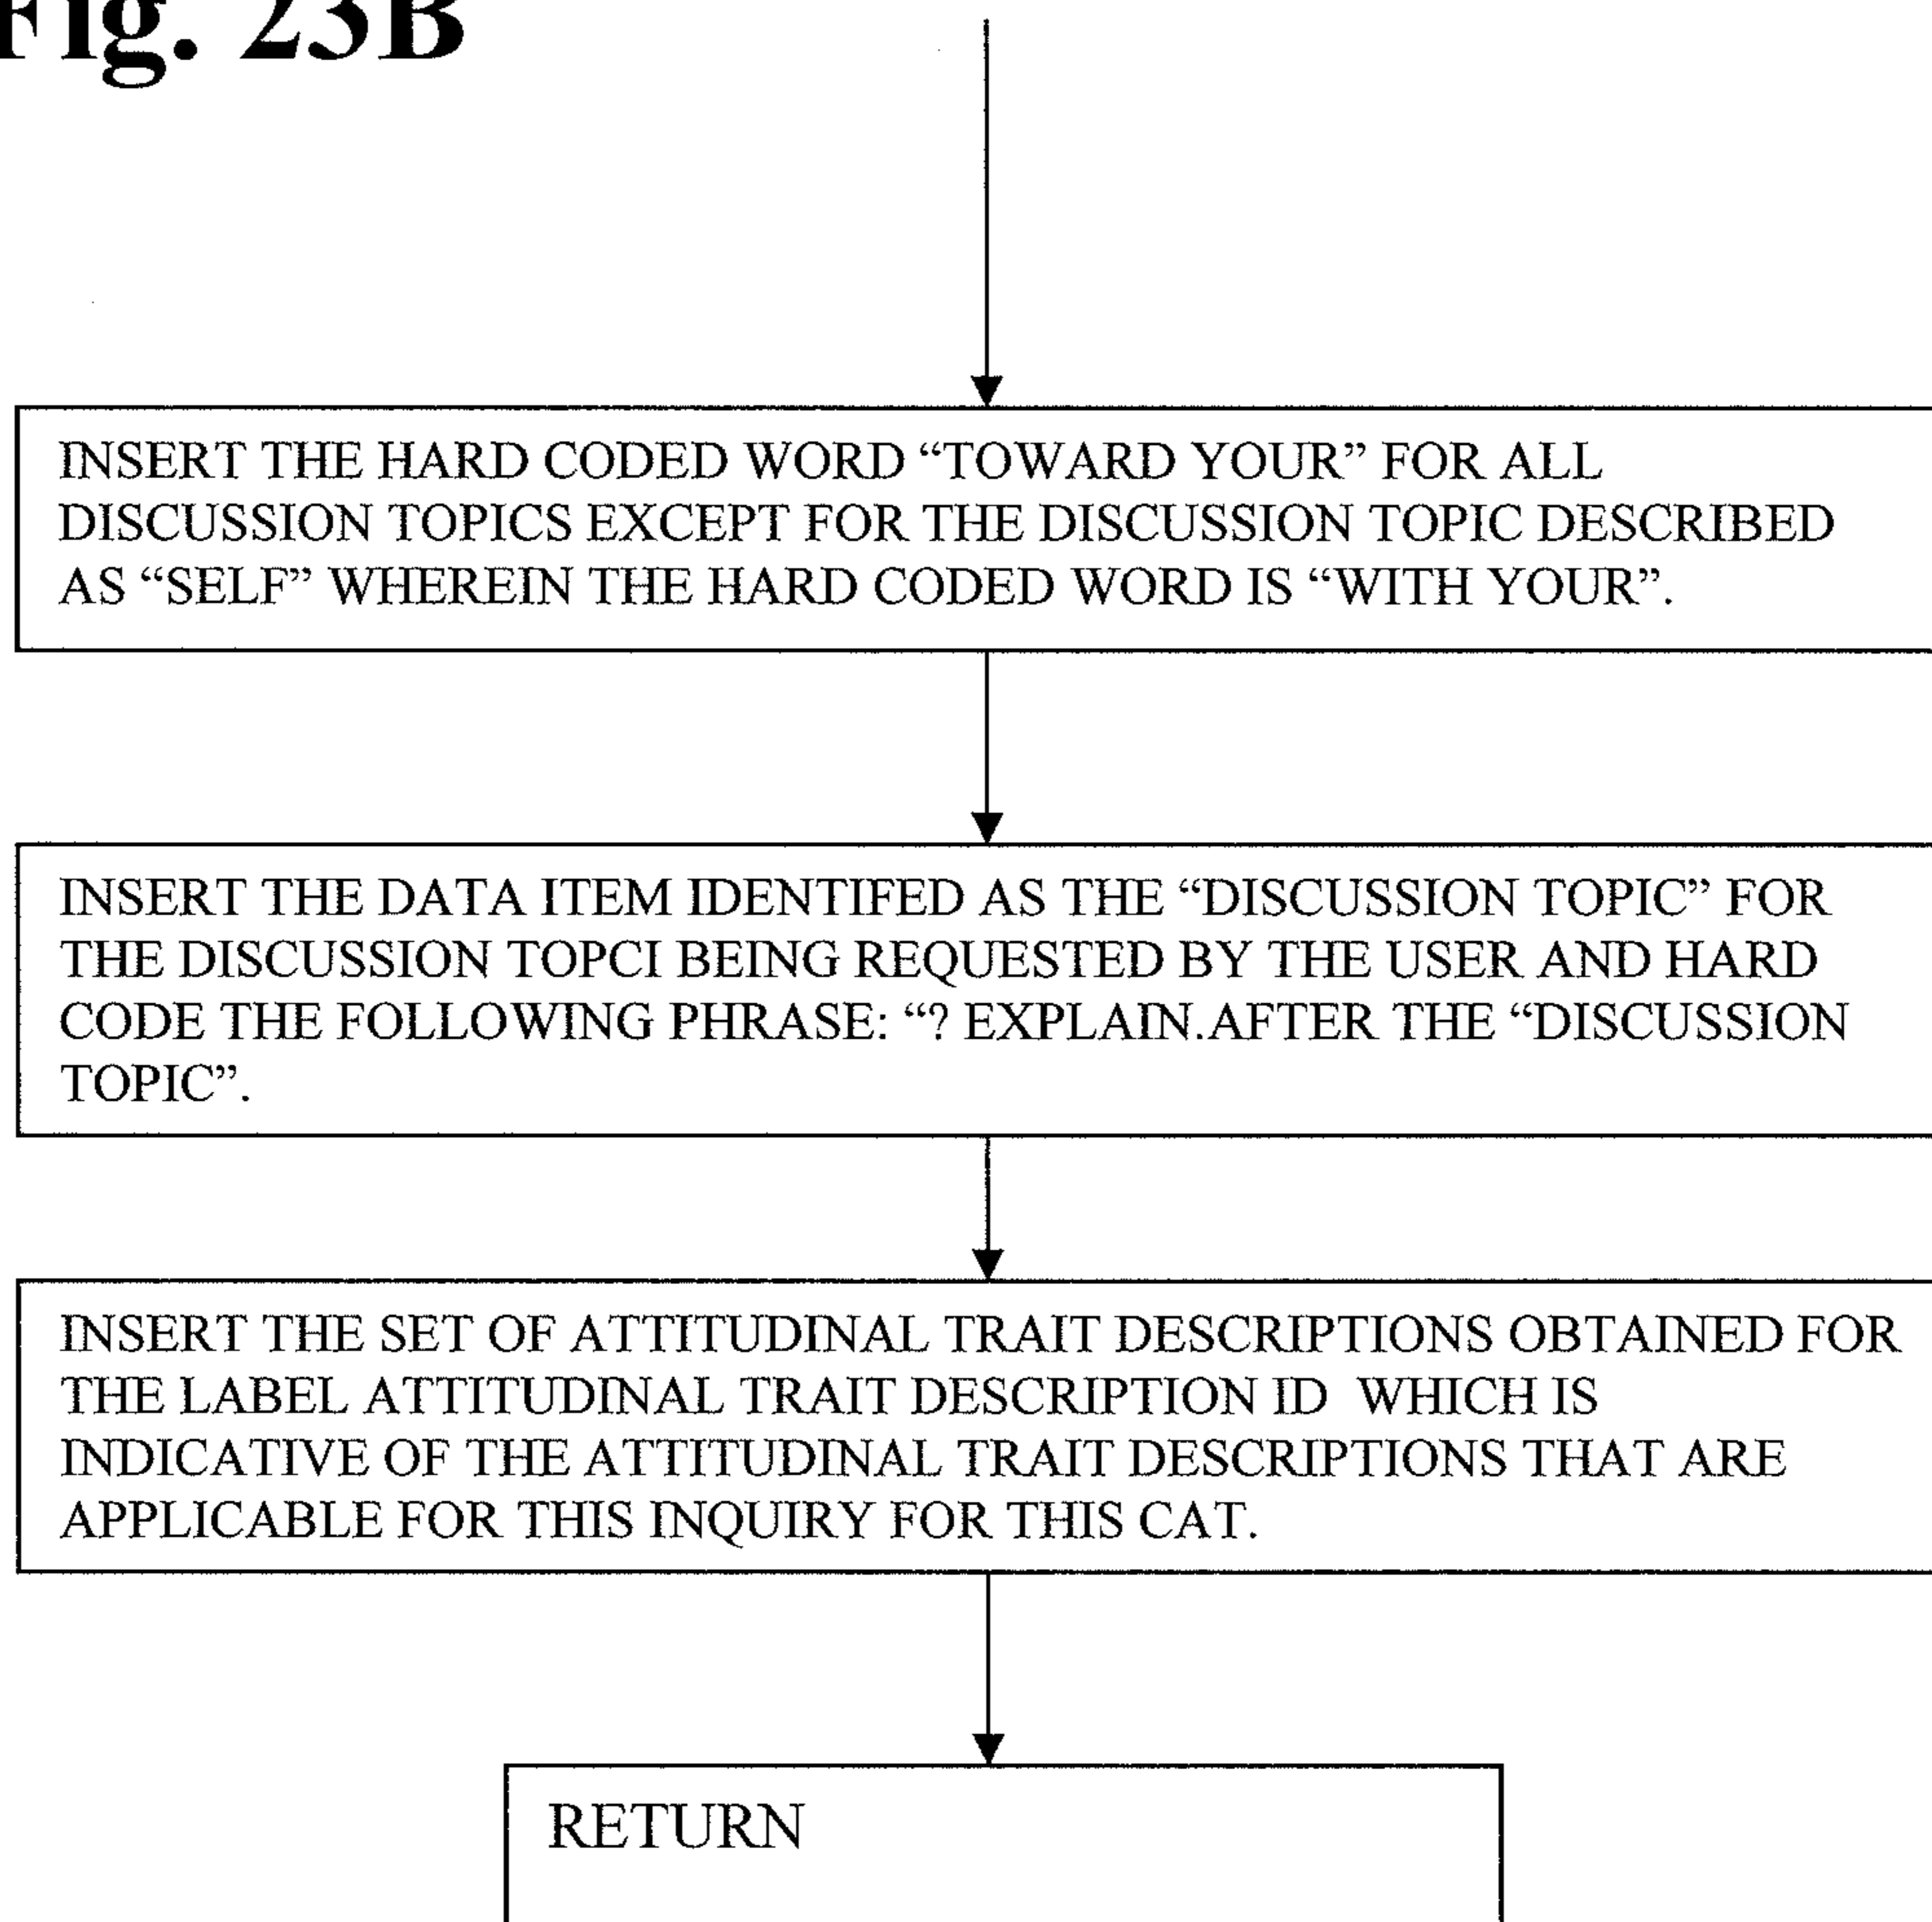 Fig. 23B
INSERT THE HARD CODED WORD “TOWARD YOUR” FOR ALL
DISCUSSION TOPICS EXCEPT FOR THE DISCUSSION TOPIC DESCRIBED
AS “SELF” WHEREIN THE HARD CODED WORD IS “WITH YOUR”.
INSERT THE DATA ITEM IDENTIFED AS THE “DISCUSSION TOPIC” FOR
THE DISCUSSION TOPCI BEING REQUESTED BY THE USER AND HARD
CODE THE FOLLOWING PHRASE: “? EXPLAIN.AFTER THE “DISCUSSION
TOPIC”.
INSERT THE SET OF ATTITUDINAL TRAIT DESCRIPTIONS OBTAINED FOR
THE LABEL ATTITUDINAL TRAIT DESCRIPTION ID  WHICH IS
INDICATIVE OF THE ATTITUDINAL TRAIT DESCRIPTIONS THAT ARE
APPLICABLE FOR THIS INQUIRY FOR THIS CAT.
RETURN